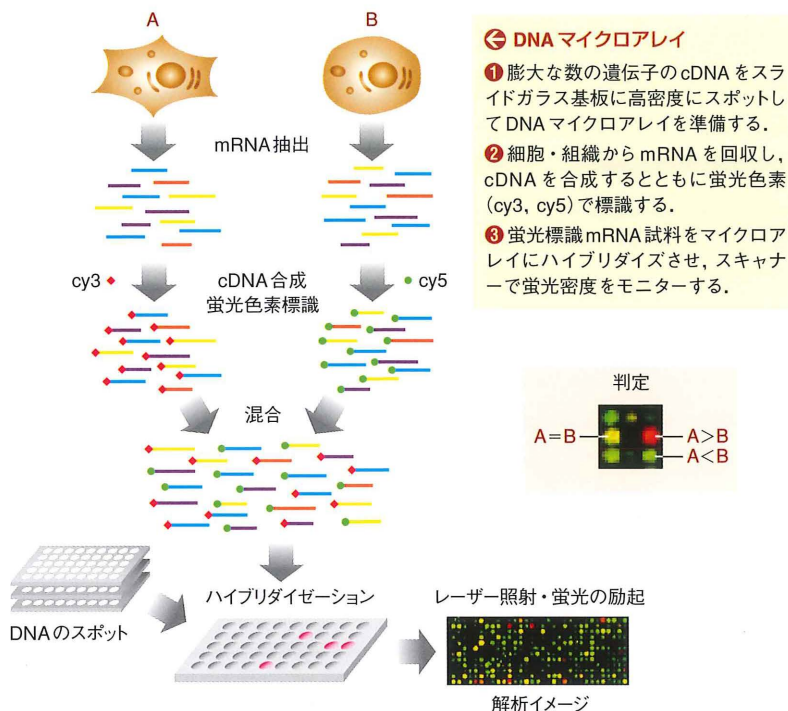 A
B
mRNA抽出
cy3
cDNA合成
蛍光色素標識
cy5
混合
DNAのスポット
ハイブリダイゼーション
レーザー照射・蛍光の励起
解析イメージ
DNAマイクロアレイ
❶膨大な数の遺伝子のcDNAをスラ
イドガラス基板に高密度にスポットし
てDNAマイクロアレイを準備する.
❷細胞・組織からmRNAを回収し,
cDNAを合成するとともに蛍光色素
(cy3, cy5)で標識する.
❸蛍光標識mRNA試料をマイクロア
レイにハイブリダイズさせ, スキャナ
ーで蛍光密度をモニターする.
判定
A=B
A>B
A<B